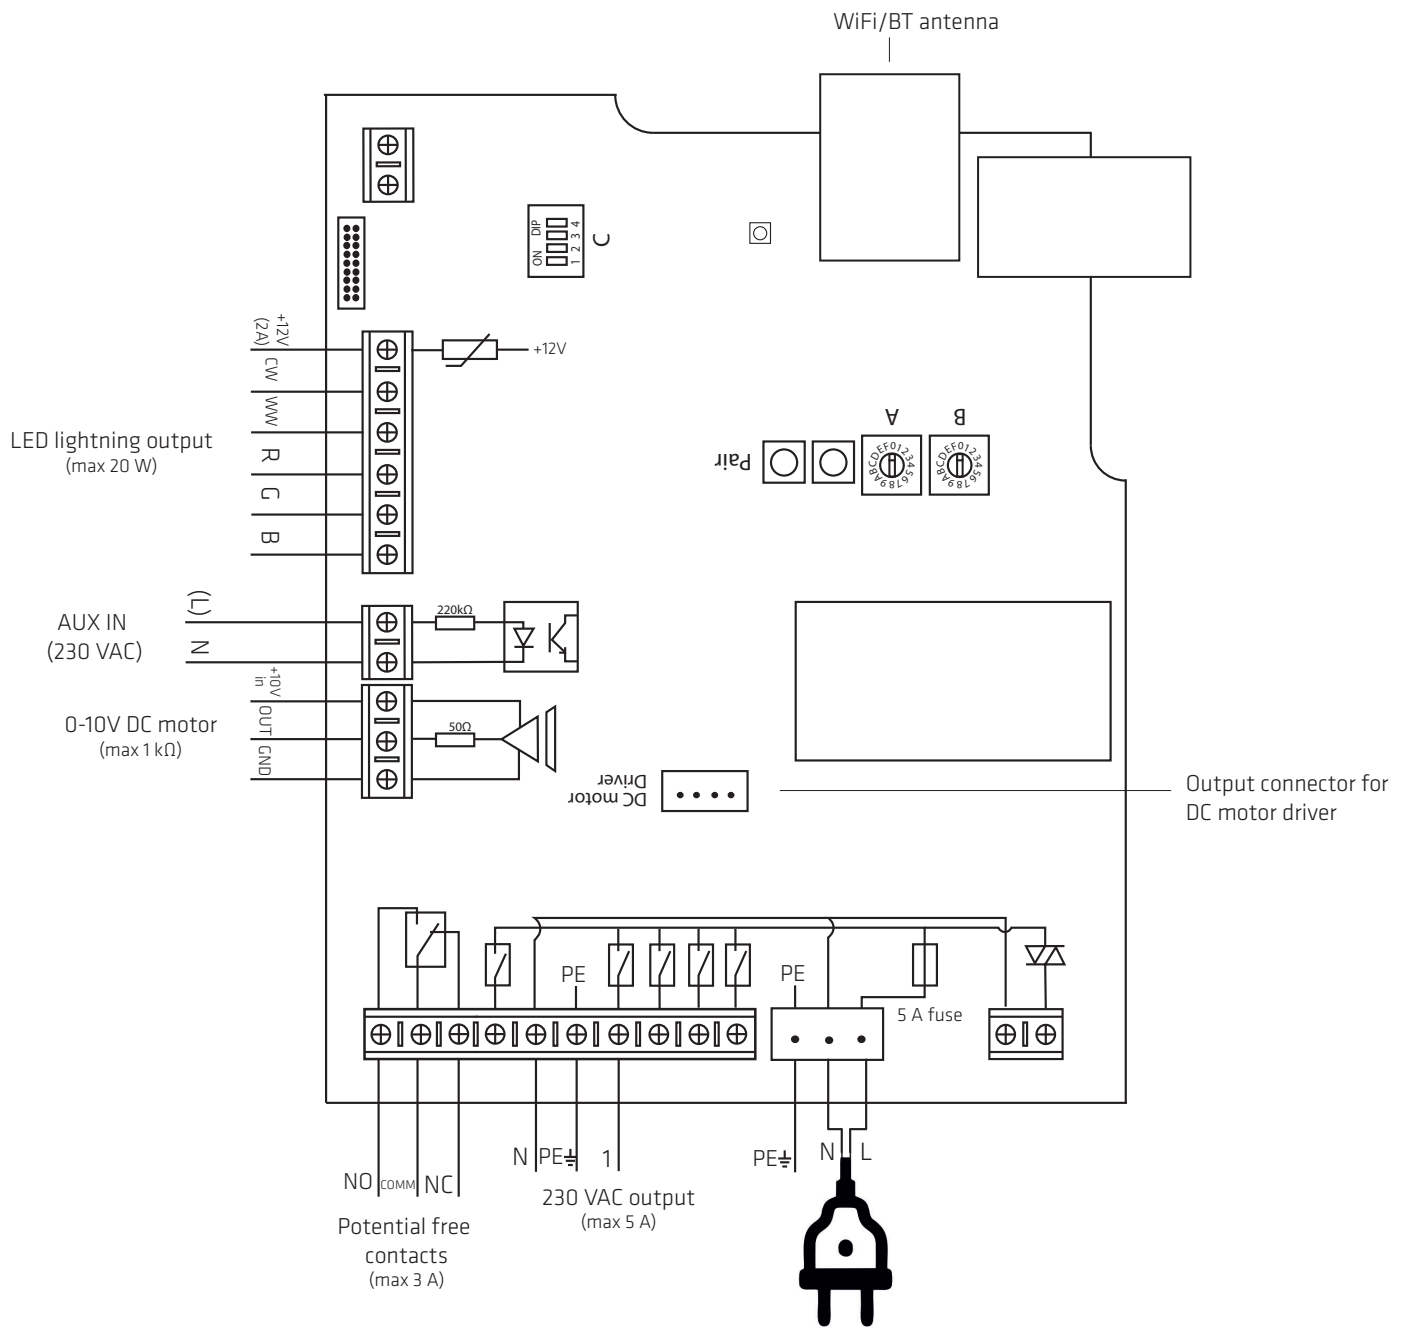 WiFi/BT antenna
DIP
ON
1 2 3 4
C
+12V
(2A)
CW
WW
R
G
B
+12V
LED lightning output
(max 20 W)
A
B
Pair
0123456789ABCDEF
0123456789ABCDEF
AUX IN
(230 VAC)
(L)
N
220kΩ
0-10V DC motor
(max 1 kΩ)
+10V
in
OUT
GND
50Ω
DC motor
Driver
Output connector for
DC motor driver
PE
PE
5 A fuse
NO
COMM
NC
Potential free
contacts
(max 3 A)
N
PE
1
230 VAC output
(max 5 A)
PE
N
L